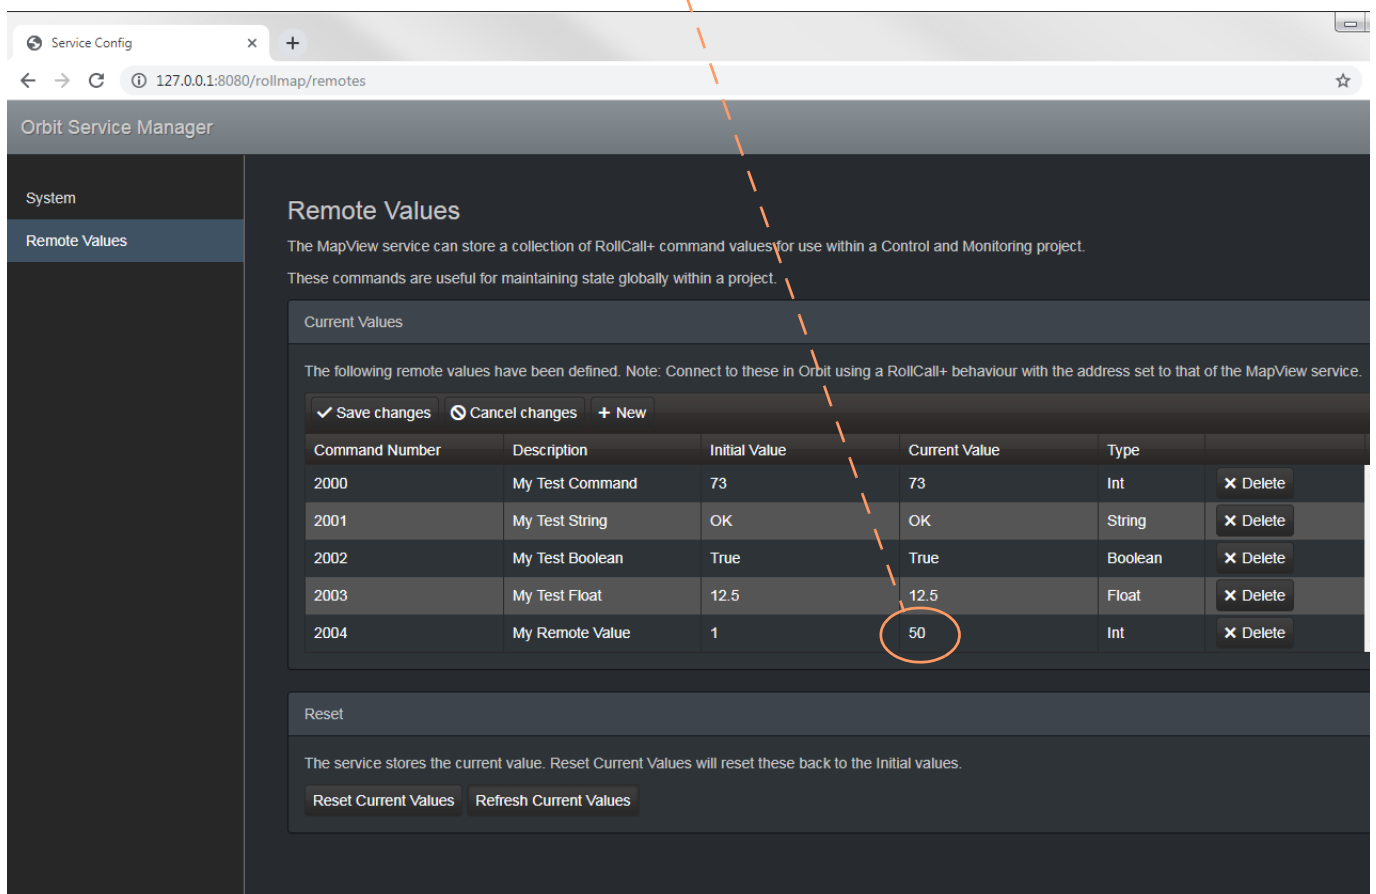 Service Config
127.0.0.1:8080/rollmap/remotes
Orbit Service Manager
System
Remote Values
Remote Values
The MapView service can store a collection of RollCall+ command values for use within a Control and Monitoring project.
These commands are useful for maintaining state globally within a project.
Current Values
The following remote values have been defined. Note: Connect to these in Orbit using a RollCall+ behaviour with the address set to that of the MapView service.
Save changes Cancel changes + New
Command Number Description Initial Value Current Value Type
2000 My Test Command 73 73 Int Delete
2001 My Test String OK OK String Delete
2002 My Test Boolean True True Boolean Delete
2003 My Test Float 12.5 12.5 Float Delete
2004 My Remote Value 1 50 Int Delete
Reset
The service stores the current value. Reset Current Values will reset these back to the Initial values.
Reset Current Values Refresh Current Values